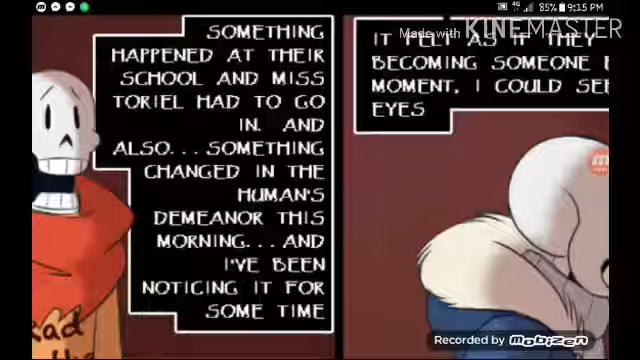 4G 85% 9:15 PM
Made with KINEMASTER
SOMETHING
HAPPENED AT THEIR
SCHOOL AND MISS
TORIEL HAD TO GO
IN. AND
ALSO... SOMETHING
CHANGED IN THE
HUMAN'S
DEMEANOR THIS
MORNING... AND
I'VE BEEN
NOTICING IT FOR
SOME TIME
IT FELT AS IF THEY
BECOMING SOMEONE
MOMENT, I COULD SEE
EYES
Recorded by Mobizen